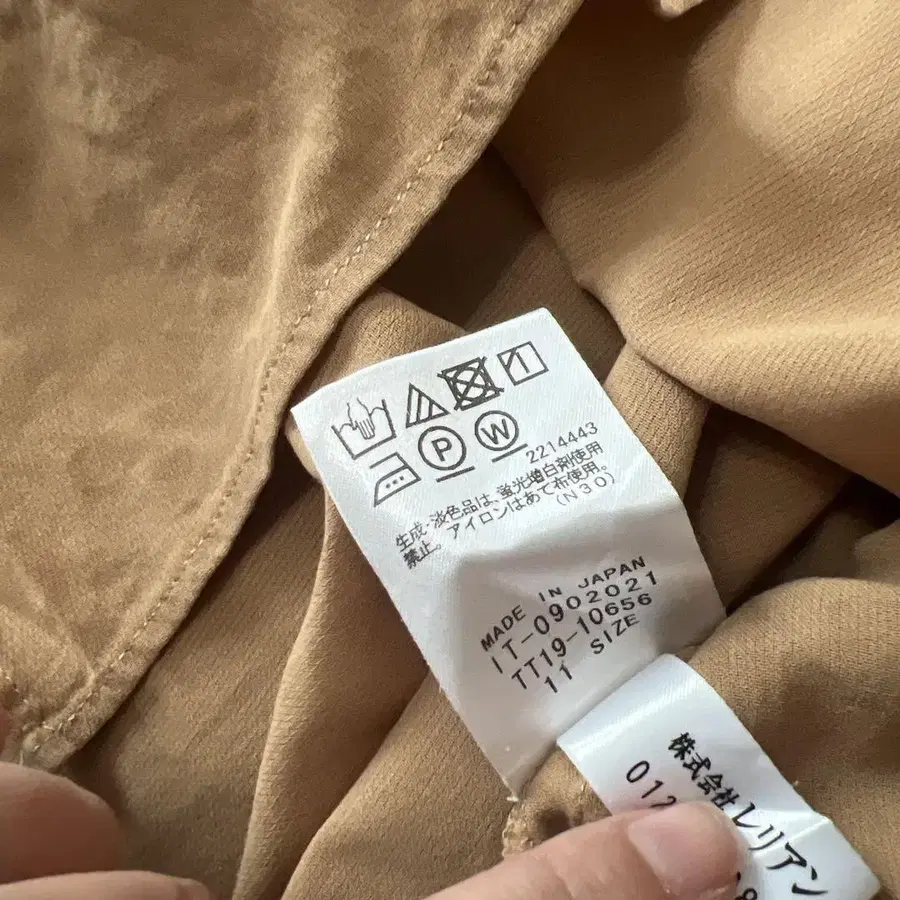 P W
2214443
生成・淡色品は、蛍光増白剤使用
禁止。アイロンはあて布使用。
(N30)
MADE IN JAPAN
IT-0902021
TT19-10656
11 SIZE
株式会社レリアン